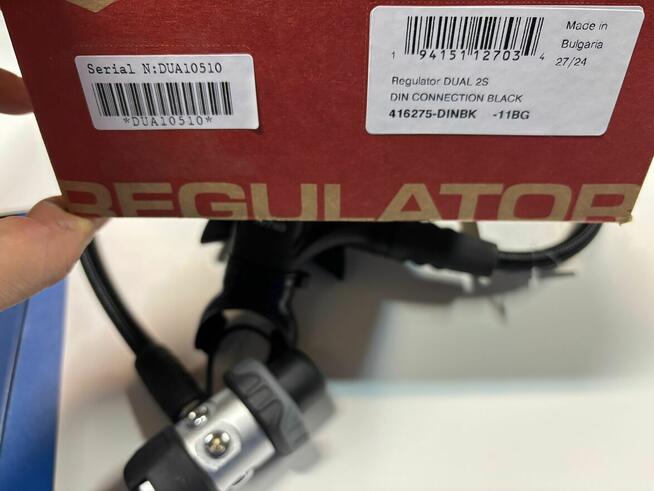 Serial N:DUA10510
*DUA10510*
1 94151 12703 4
Made in
Bulgaria
27/24
Regulator DUAL 2S
DIN CONNECTION BLACK
416275-DINBK -11BG
REGULATOR